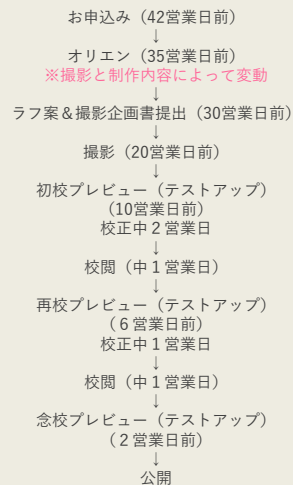 お申込み（42営業日前）
↓
オリエン（35営業日前）
※撮影と制作内容によって変動
↓
ラフ案＆撮影企画書提出（30営業日前）
↓
撮影（20営業日前）
↓
初校プレビュー（テストアップ）
(10営業日前）
校正中２営業日
↓
校閲（中１営業日）
↓
再校プレビュー（テストアップ）
（６営業日前）
校正中１営業日
↓
校閲（中１営業日）
↓
念校プレビュー（テストアップ）
（２営業日前）
↓
公開